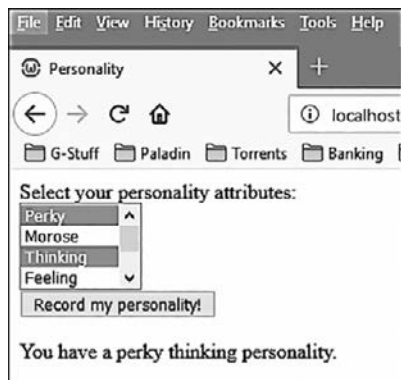 File Edit View History Bookmarks Tools Help
Personality
localhost
G-Stuff Paladin Torrents Banking
Select your personality attributes:
Perky
Morose
Thinking
Feeling
Record my personality!
You have a perky thinking personality.